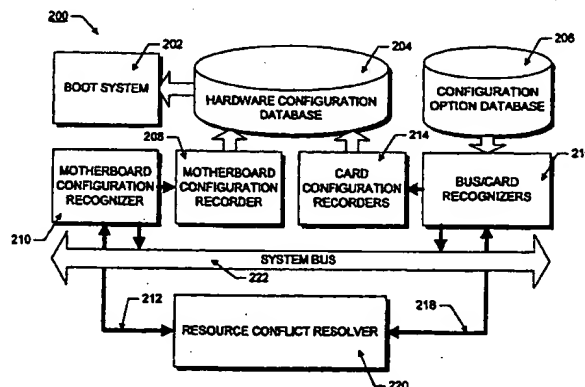 200
202
204
206
BOOT SYSTEM
HARDWARE CONFIGURATION
DATABASE
CONFIGURATION
OPTION DATABASE
208
214
21
MOTHERBOARD
CONFIGURATION
RECOGNIZER
MOTHERBOARD
CONFIGURATION
RECORDER
CARD
CONFIGURATION
RECORDERS
BUS/CARD
RECOGNIZERS
210
SYSTEM BUS
222
212
218
RESOURCE CONFLICT RESOLVER
220